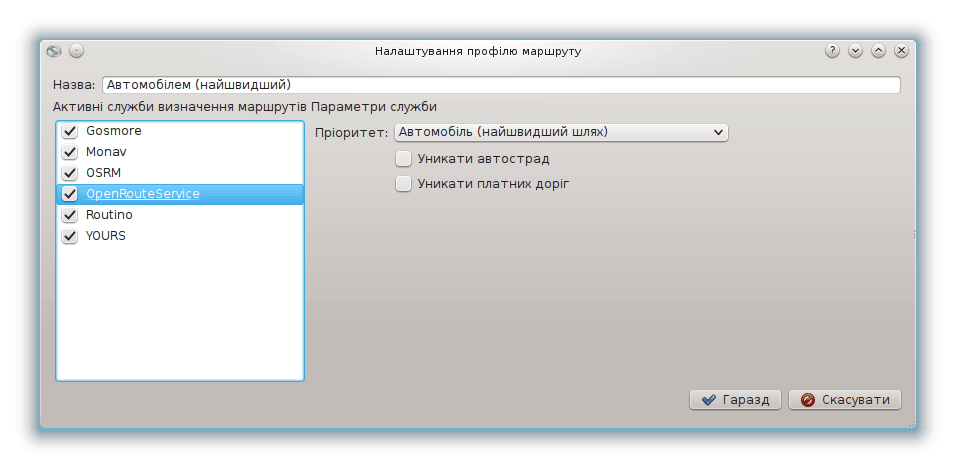 Налаштування профілю маршруту
Назва: Автомобілем (найшвидший)
Активні служби визначення маршрутів Параметри служби
Gosmore
Monav
OSRM
OpenRouteService
Routino
YOURS
Пріоритет: Автомобіль (найшвидший шлях)
Уникати автострад
Уникати платних доріг
Гаразд Скасувати